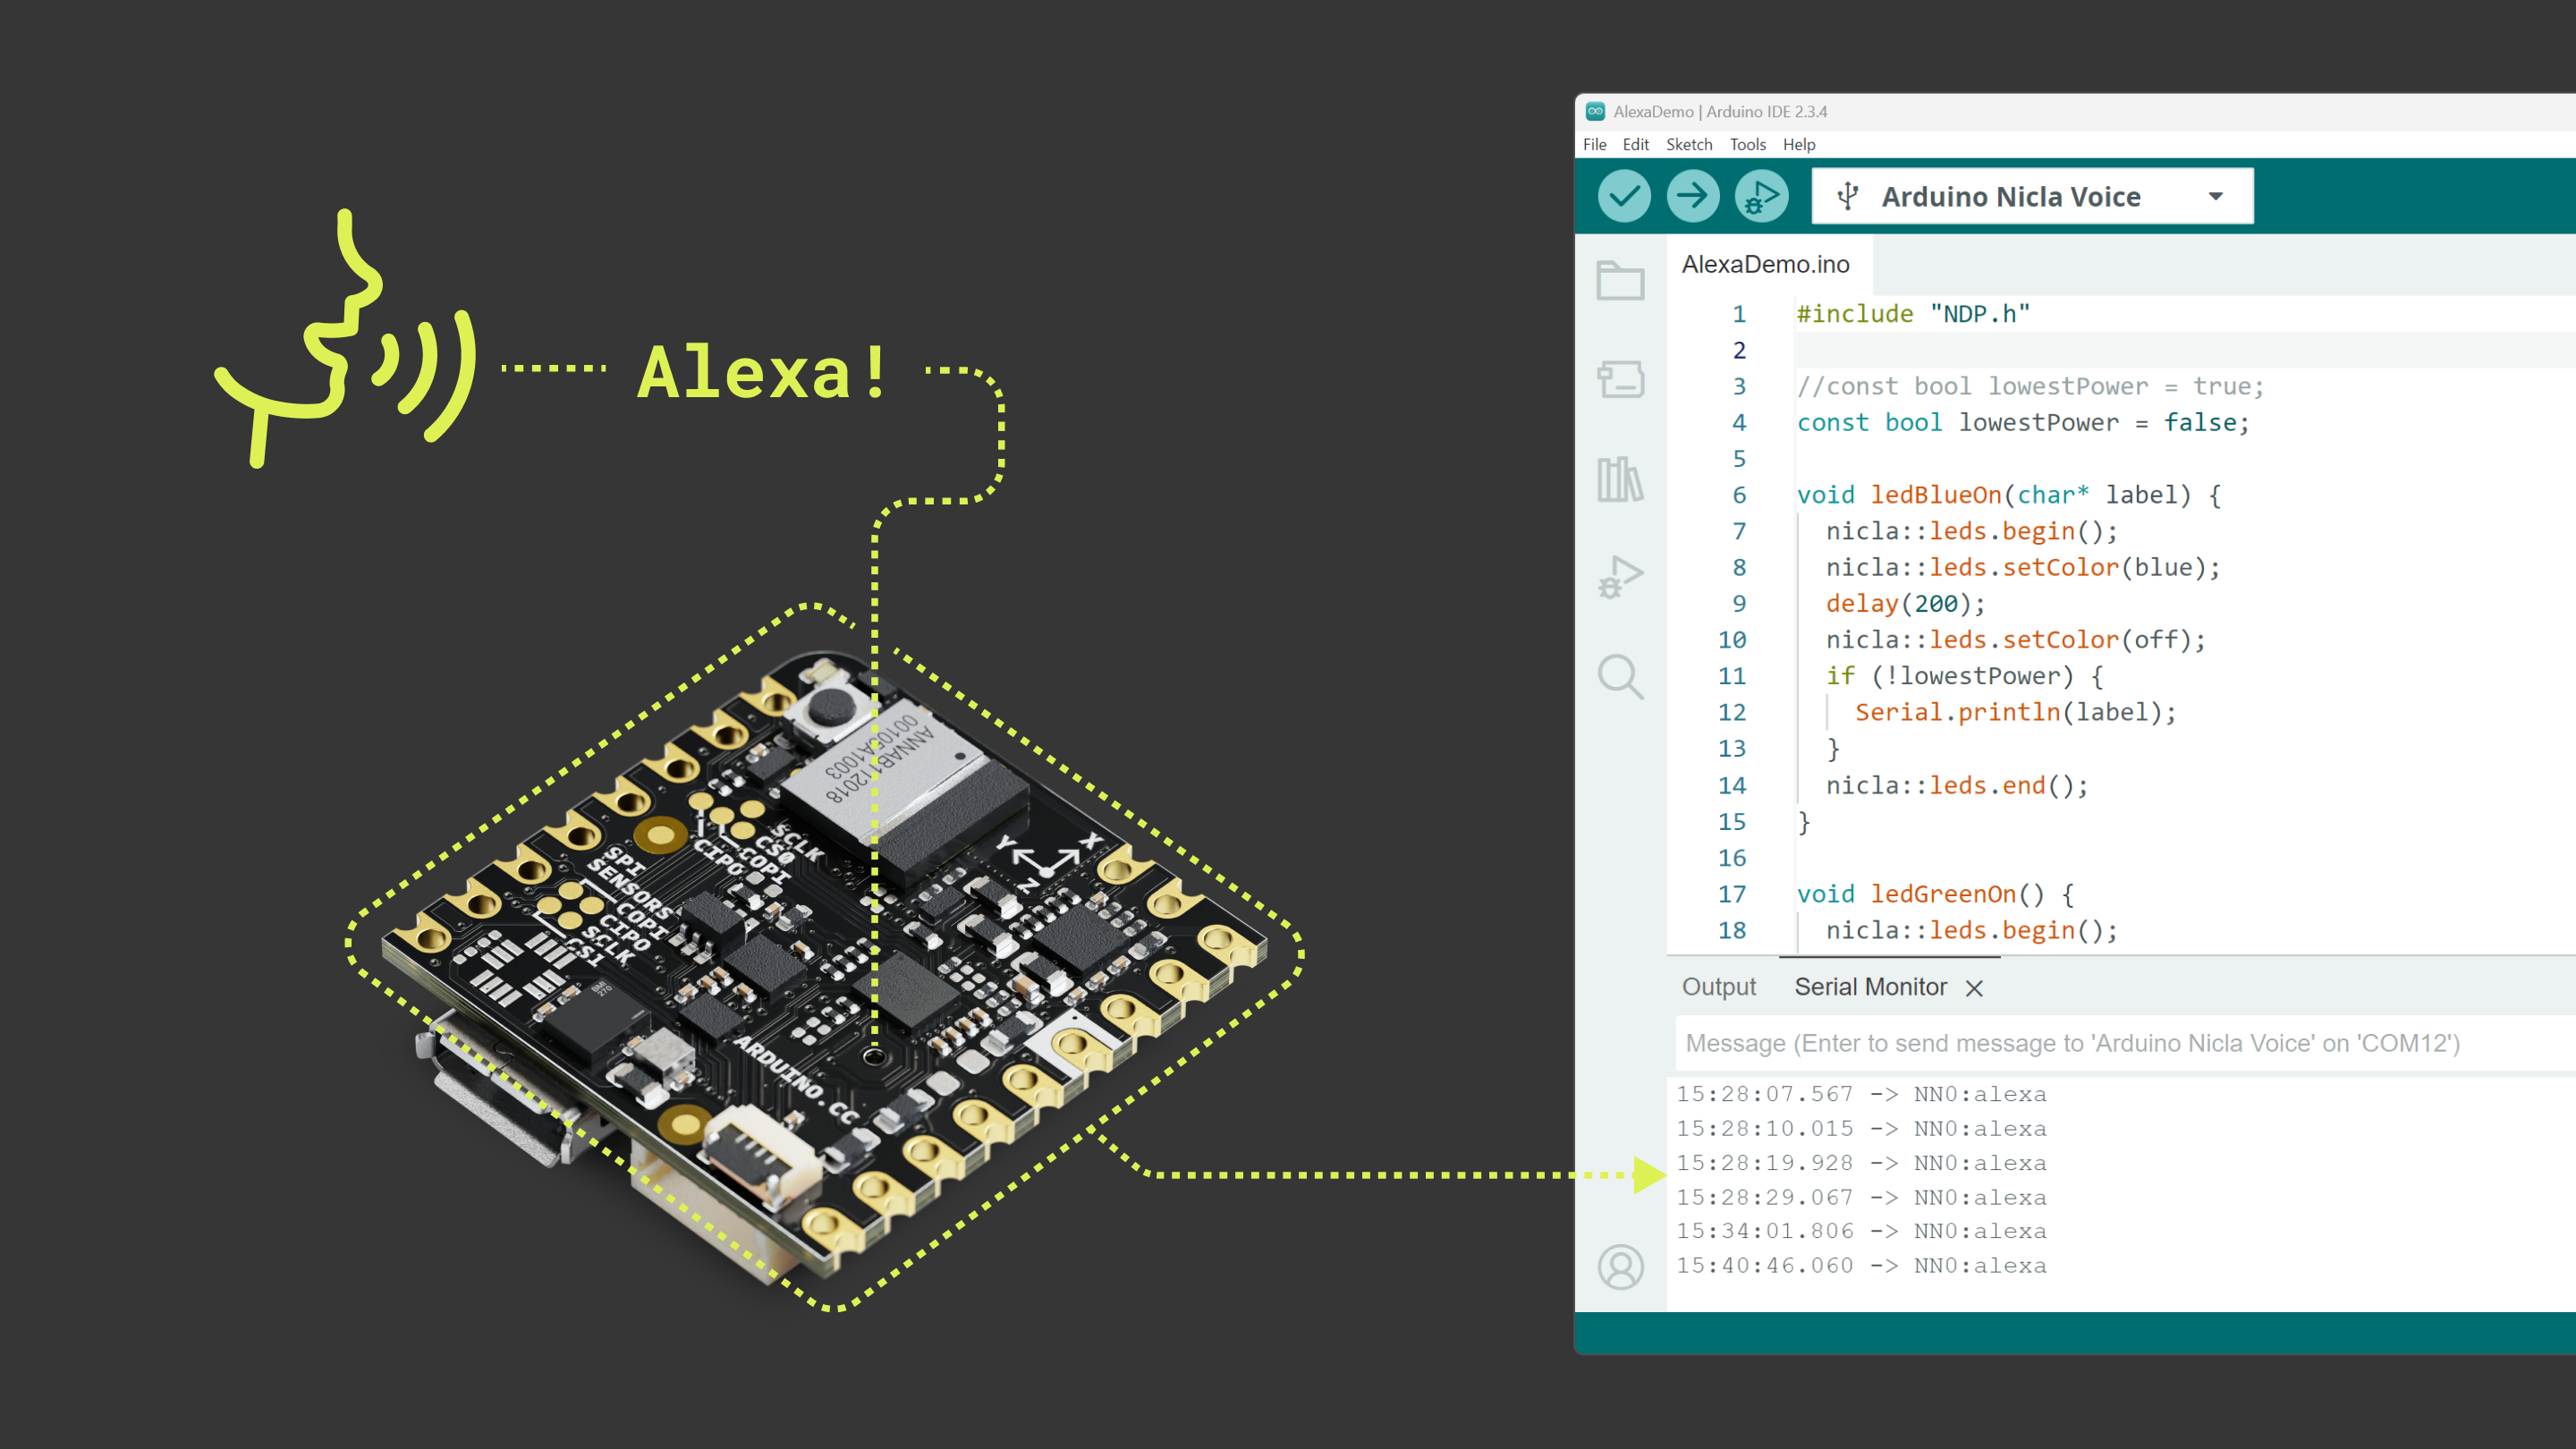 Alexa!
ANNAB112018
00105A1003
SCLK
CS0
COPI
CIPO
X
Y
Z
SPI
SENSORS
COPI
CIPO
SCLK
CS1
BMI
270
ARDUINO.CC
AlexaDemo | Arduino IDE 2.3.4
File Edit Sketch Tools Help
Arduino Nicla Voice
AlexaDemo.ino
1 #include "NDP.h"
2
3 //const bool lowestPower = true;
4 const bool lowestPower = false;
5
6 void ledBlueOn(char* label) {
7 nicla::leds.begin();
8 nicla::leds.setColor(blue);
9 delay(200);
10 nicla::leds.setColor(off);
11 if (!lowestPower) {
12 Serial.println(label);
13 }
14 nicla::leds.end();
15 }
16
17 void ledGreenOn() {
18 nicla::leds.begin();
Output Serial Monitor
Message (Enter to send message to 'Arduino Nicla Voice' on 'COM12')
15:28:07.567 -> NN0:alexa
15:28:10.015 -> NN0:alexa
15:28:19.928 -> NN0:alexa
15:28:29.067 -> NN0:alexa
15:34:01.806 -> NN0:alexa
15:40:46.060 -> NN0:alexa